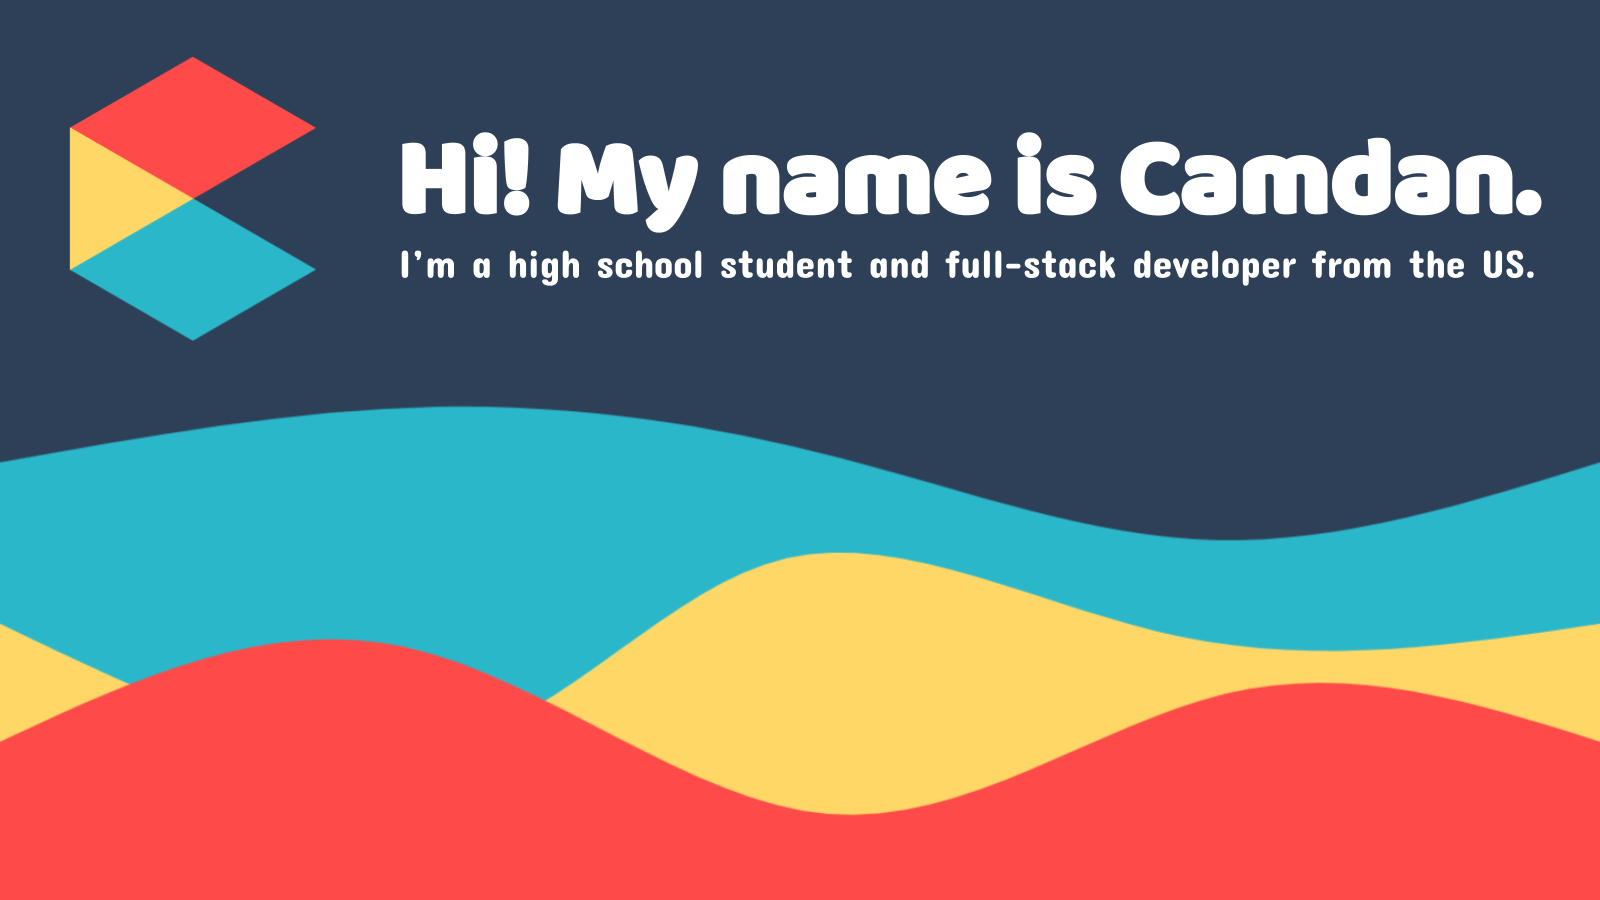 Hi! My name is Camdan.
I'm a high school student and full-stack developer from the US.